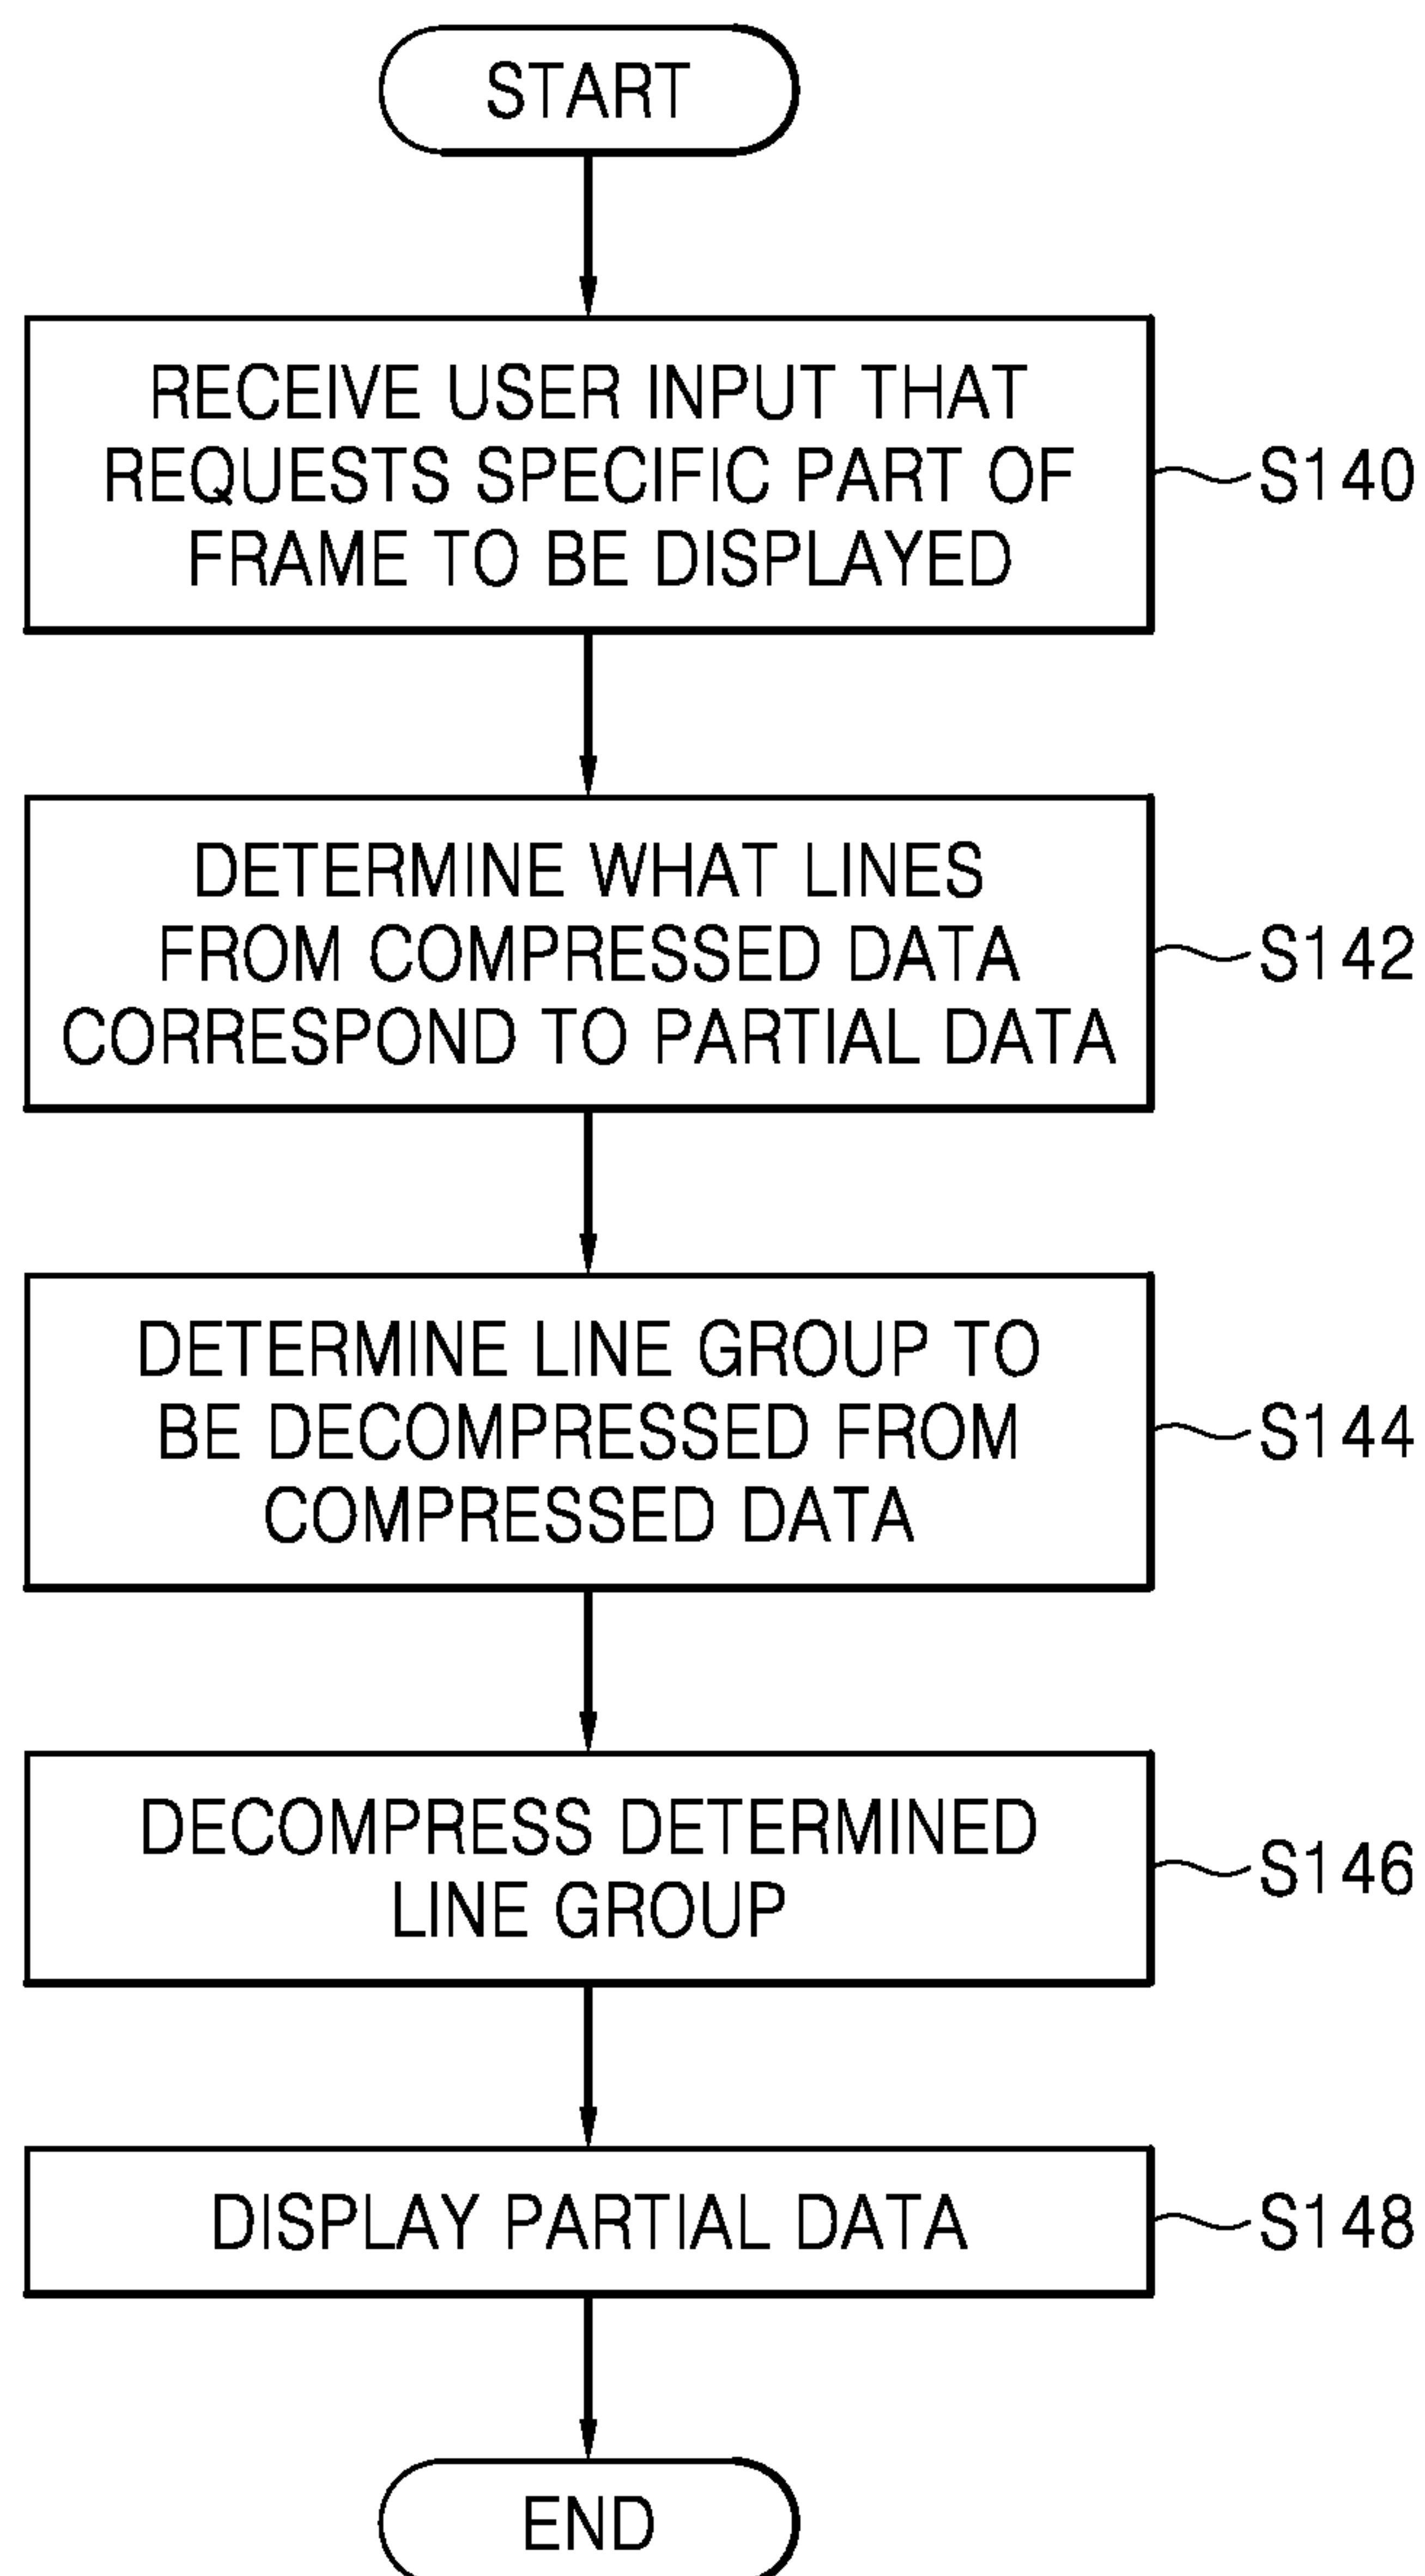 START
RECEIVE USER INPUT THAT
REQUESTS SPECIFIC PART OF
FRAME TO BE DISPLAYED
S140
DETERMINE WHAT LINES
FROM COMPRESSED DATA
CORRESPOND TO PARTIAL DATA
S142
DETERMINE LINE GROUP TO
BE DECOMPRESSED FROM
COMPRESSED DATA
S144
DECOMPRESS DETERMINED
LINE GROUP
S146
DISPLAY PARTIAL DATA
S148
END